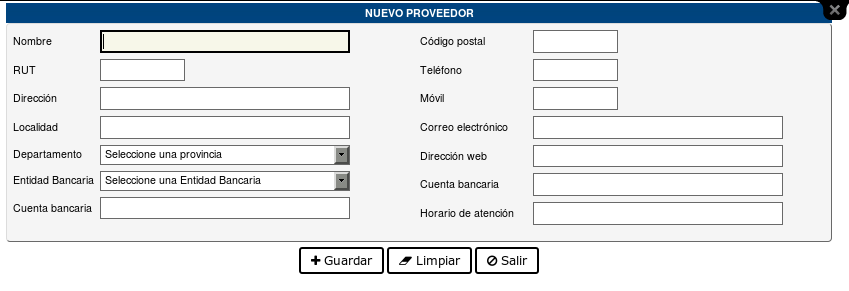 NUEVO PROVEEDOR
Nombre
Código postal
RUT
Teléfono
Dirección
Móvil
Localidad
Correo electrónico
Departamento Seleccione una provincia
Dirección web
Entidad Bancaria Seleccione una Entidad Bancaria
Cuenta bancaria
Cuenta bancaria
Horario de atención
Guardar Limpiar Salir